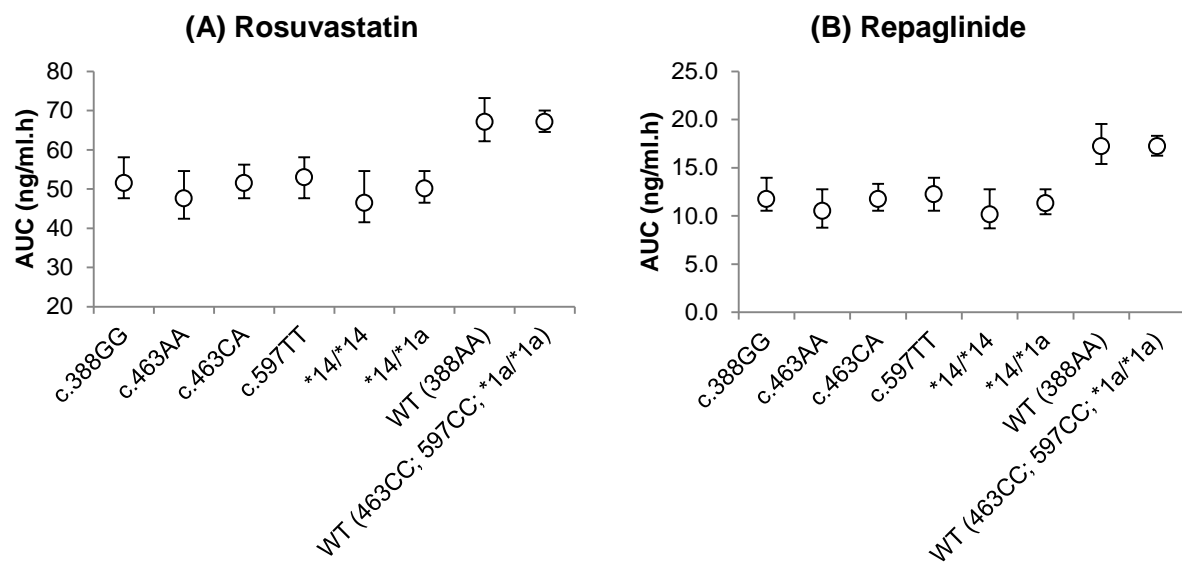 (A) Rosuvastatin
AUC (ng/ml.h)
80
70
60
50
40
30
20
c.388GG
c.463AA
c.463CA
c.597TT
*14/*14
*14/*1a
WT (388AA)
WT (463CC; 597CC; *1a/*1a)
(B) Repaglinide
AUC (ng/ml.h)
25.0
20.0
15.0
10.0
5.0
0.0
c.388GG
c.463AA
c.463CA
c.597TT
*14/*14
*14/*1a
WT (388AA)
WT (463CC; 597CC; *1a/*1a)